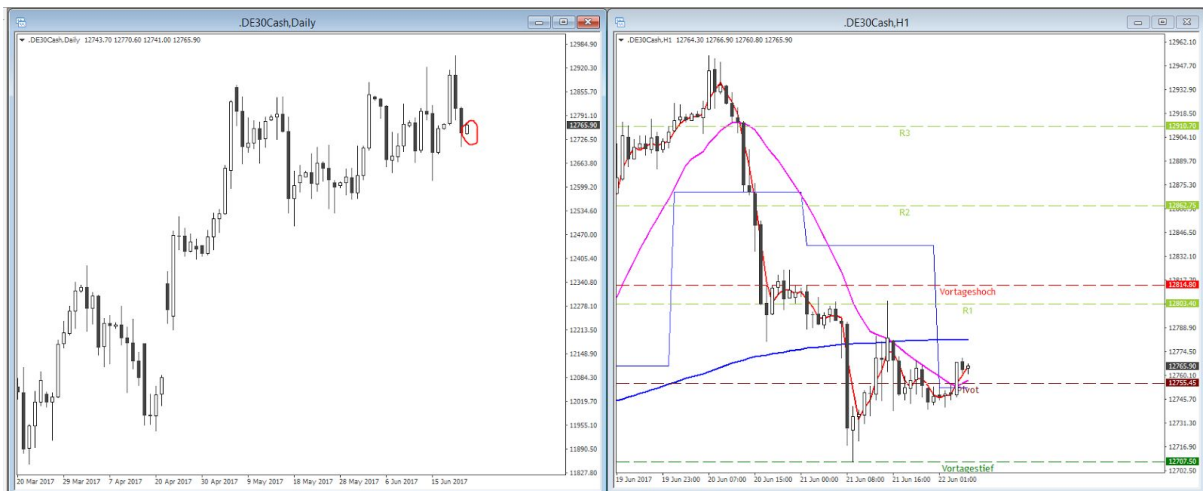 .DE30Cash,Daily
.DE30Cash,Daily 12743.70 12770.60 12741.00 12765.90
12984.90
12920.30
12855.70
12791.10
12765.90
12726.50
12663.80
12599.20
12534.60
12470.00
12405.40
12340.80
12278.10
12213.50
12148.90
12084.30
12019.70
11955.10
11890.50
11827.80
20 Mar 2017
29 Mar 2017
7 Apr 2017
20 Apr 2017
30 Apr 2017
9 May 2017
18 May 2017
28 May 2017
6 Jun 2017
15 Jun 2017
.DE30Cash,H1
.DE30Cash,H1 12764.30 12766.90 12760.80 12765.90
12962.10
12947.70
12932.90
12918.50
12910.70
12904.10
12889.70
12875.30
12862.75
12846.50
12832.10
12817.70
12814.80
12803.40
12788.90
12774.50
12765.90
12760.10
12755.45
12745.70
12731.30
12716.90
12707.50
12702.50
R3
R2
Vortageshoch
R1
Pivot
Vortagestief
19 Jun 2017
19 Jun 23:00
20 Jun 07:00
20 Jun 15:00
21 Jun 00:00
21 Jun 08:00
21 Jun 16:00
22 Jun 01:00